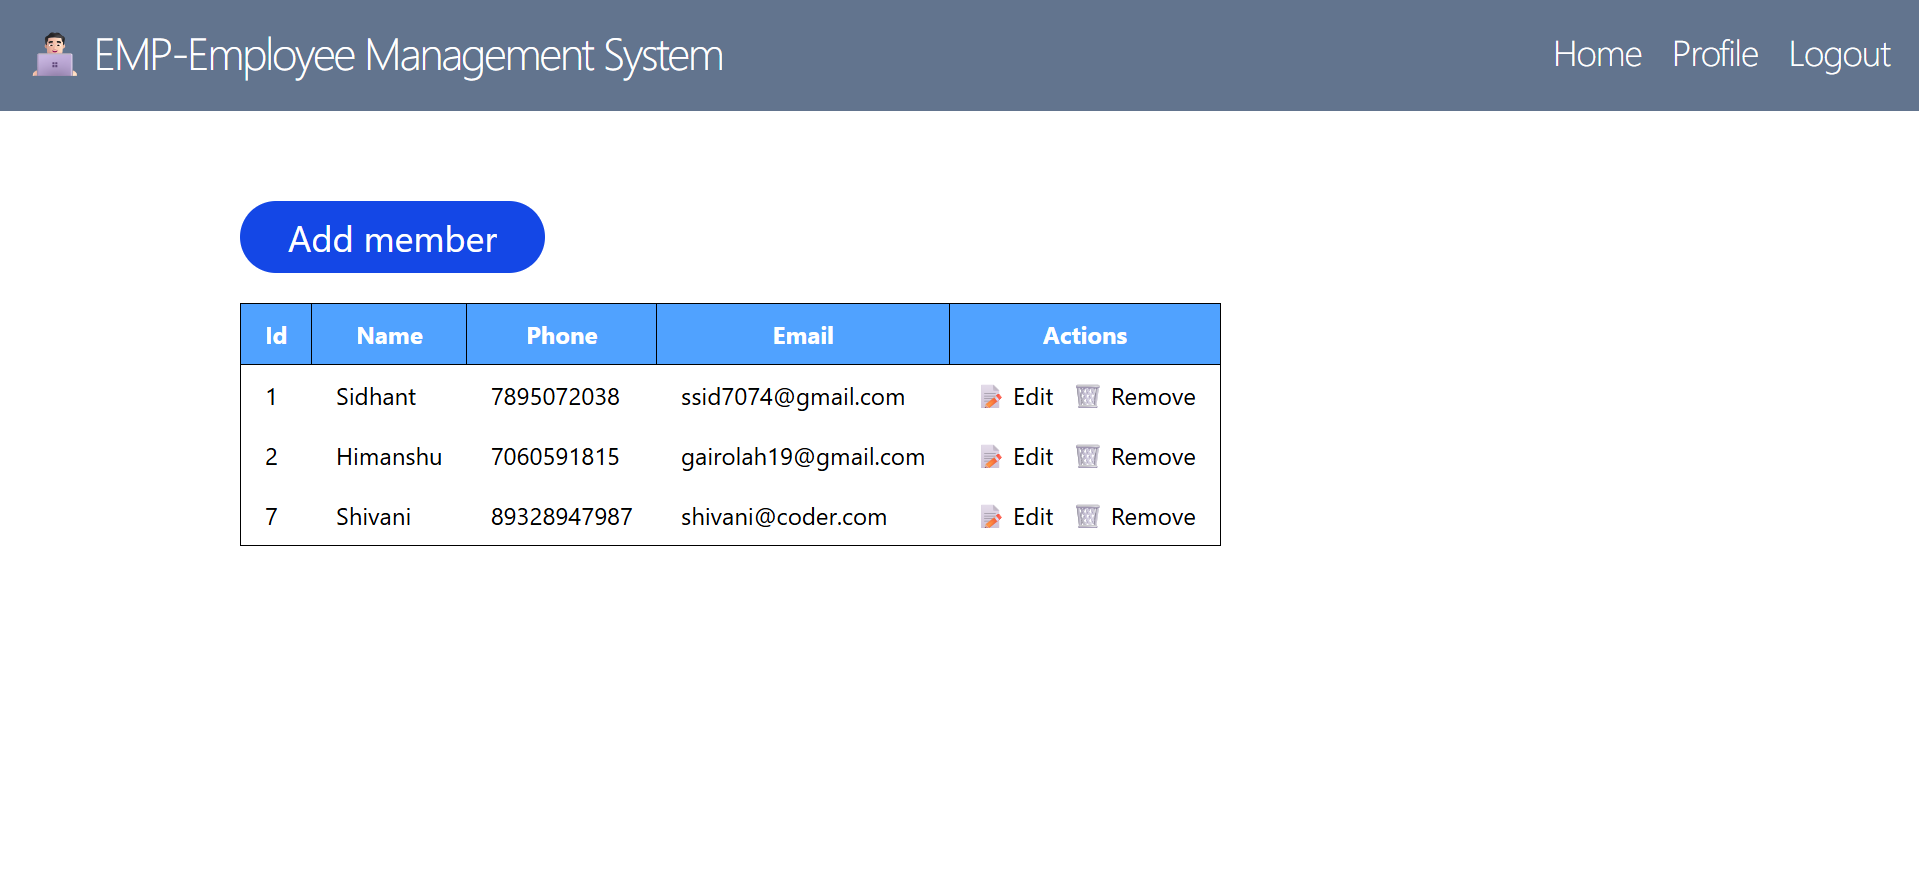 EMP-Employee Management System Home Profile Logout
Add member
Id Name Phone Email Actions
1 Sidhant 7895072038 ssid7074@gmail.com Edit Remove
2 Himanshu 7060591815 gairolah19@gmail.com Edit Remove
7 Shivani 89328947987 shivani@coder.com Edit Remove